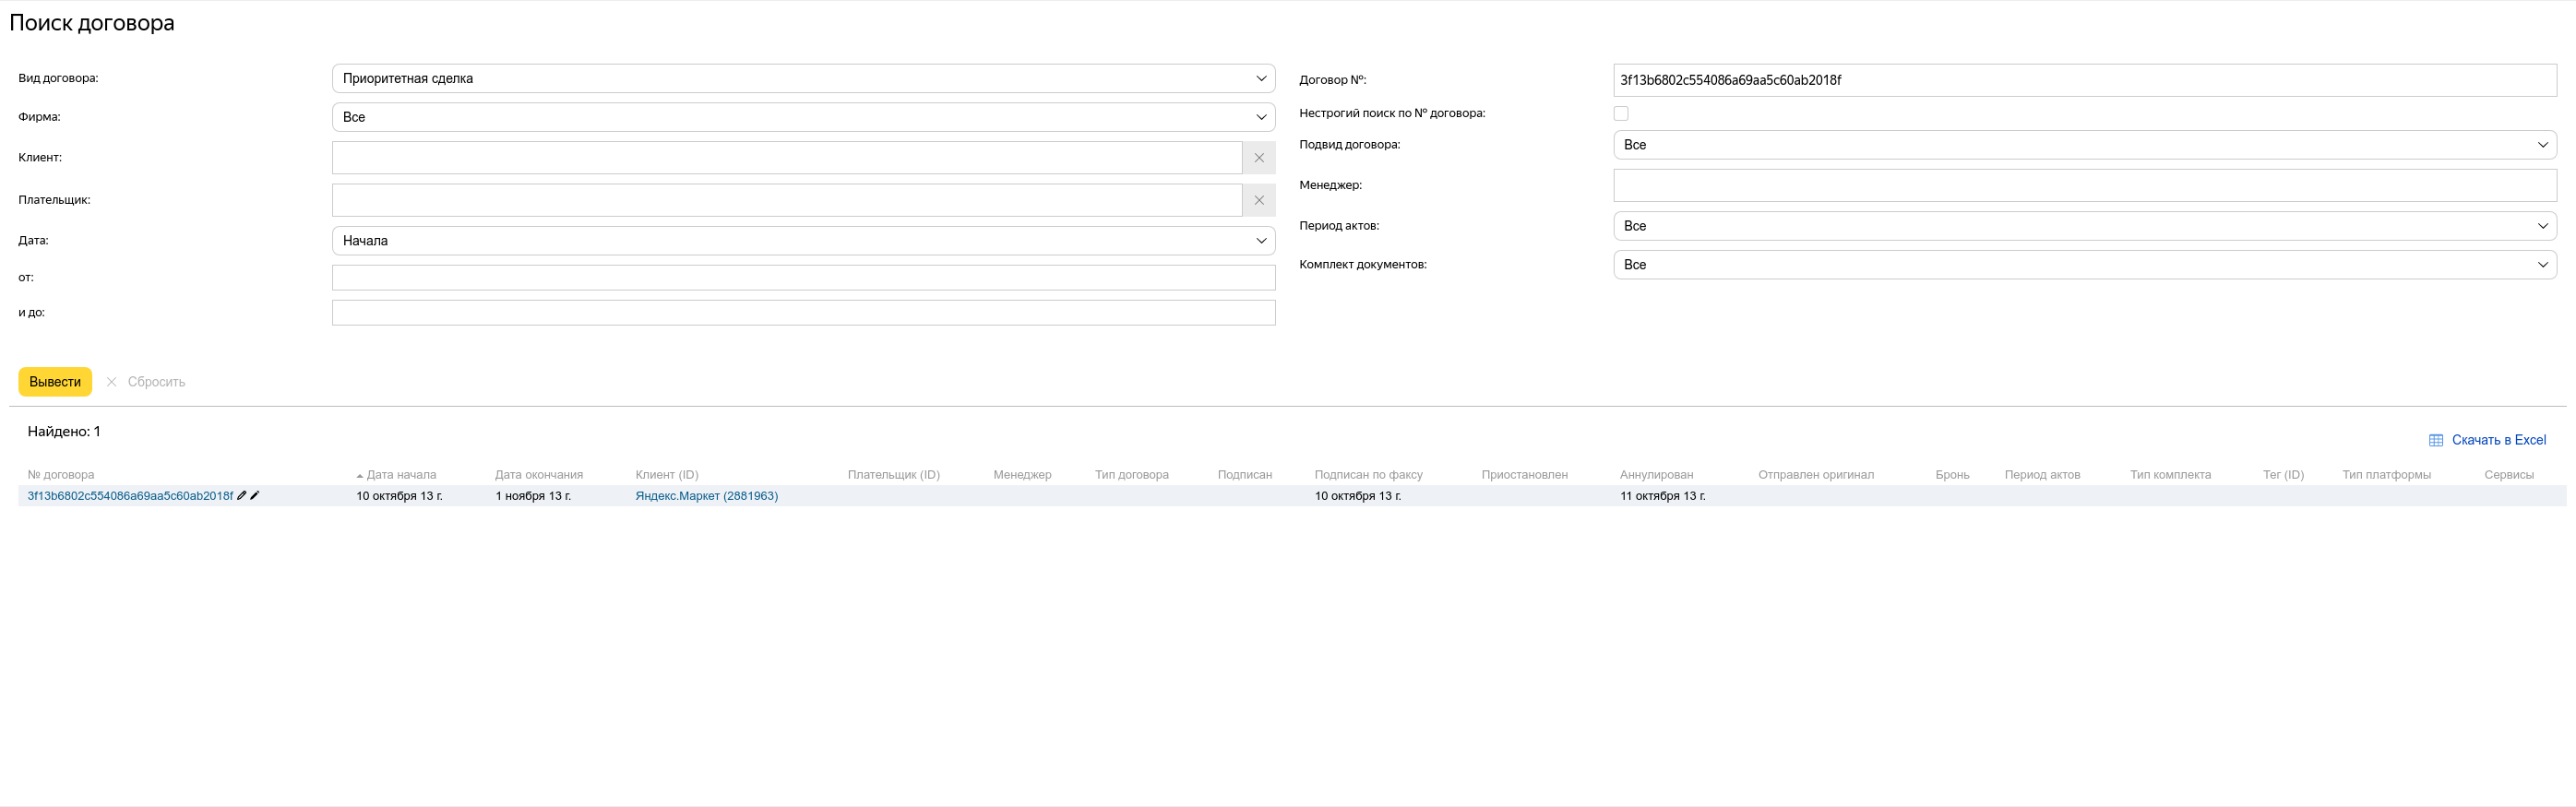 Поиск договора
Вид договора: Приоритетная сделка
Фирма: Все
Клиент:
Плательщик:
Дата: Начала
от:
и до:
Договор №: 3f13b6802c554086a69aa5c60ab2018f
Нестрогий поиск по № договора:
Подвид договора: Все
Менеджер:
Период актов: Все
Комплект документов: Все
Вывести Сбросить
Найдено: 1
Скачать в Excel
№ договора Дата начала Дата окончания Клиент (ID) Плательщик (ID) Менеджер Тип договора Подписан Подписан по факсу Приостановлен Аннулирован Отправлен оригинал Бронь Период актов Тип комплекта Тег (ID) Тип платформы Сервисы
3f13b6802c554086a69aa5c60ab2018f 10 октября 13 г. 1 ноября 13 г. Яндекс.Маркет (2881963) 10 октября 13 г. 11 октября 13 г.